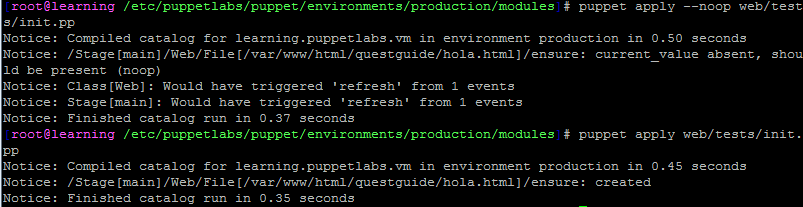 [root@learning /etc/puppetlabs/puppet/environments/production/modules]# puppet apply --noop web/test
s/init.pp
Notice: Compiled catalog for learning.puppetlabs.vm in environment production in 0.50 seconds
Notice: /Stage[main]/Web/File[/var/www/html/questguide/hola.html]/ensure: current_value absent, shou
ld be present (noop)
Notice: Class[Web]: Would have triggered 'refresh' from 1 events
Notice: Stage[main]: Would have triggered 'refresh' from 1 events
Notice: Finished catalog run in 0.37 seconds
[root@learning /etc/puppetlabs/puppet/environments/production/modules]# puppet apply web/tests/init.
pp
Notice: Compiled catalog for learning.puppetlabs.vm in environment production in 0.45 seconds
Notice: /Stage[main]/Web/File[/var/www/html/questguide/hola.html]/ensure: created
Notice: Finished catalog run in 0.35 seconds